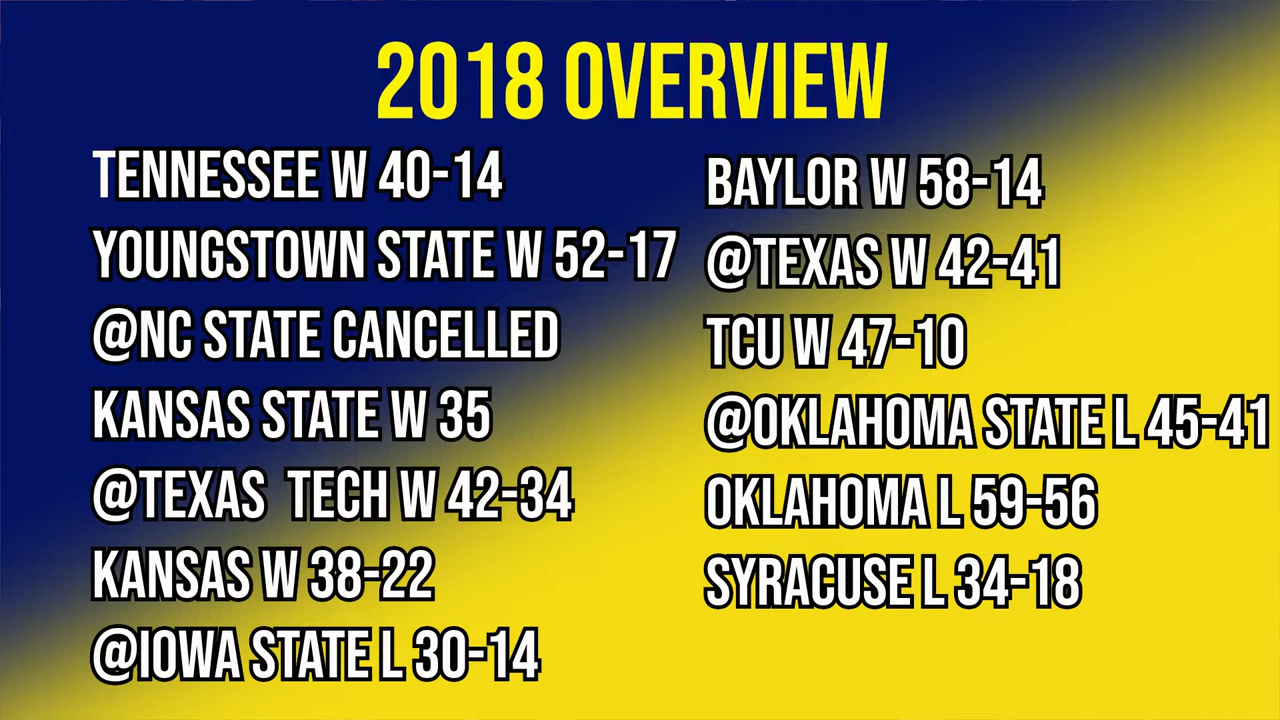 2018 OVERVIEW
TENNESSEE W 40-14
YOUNGSTOWN STATE W 52-17
@NC STATE CANCELLED
KANSAS STATE W 35
@TEXAS TECH W 42-34
KANSAS W 38-22
@IOWA STATE L 30-14
BAYLOR W 58-14
@TEXAS W 42-41
TCU W 47-10
@OKLAHOMA STATE L 45-41
OKLAHOMA L 59-56
SYRACUSE L 34-18